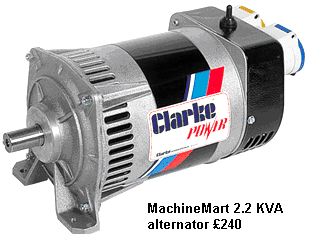 Clarke
POWER
MachineMart 2.2 KVA
alternator £240